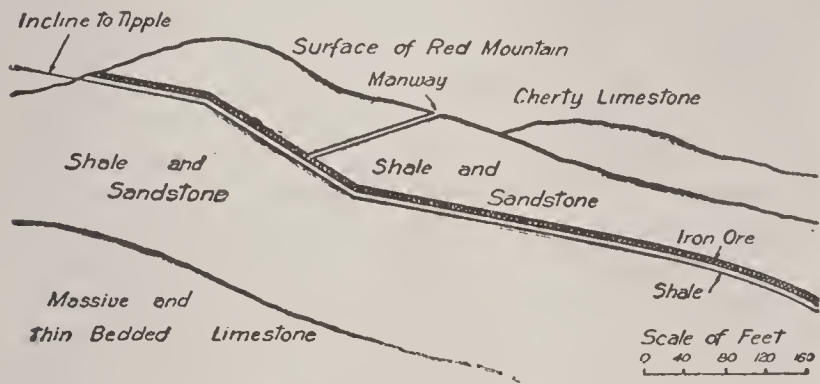 Incline to Tipple
Surface of Red Mountain
Manway
Cherty Limestone
Shale and
Sandstone
Shale and
Sandstone
Iron Ore
Shale
Massive and
Thin Bedded Limestone
Scale of Feet
0 40 80 120 160